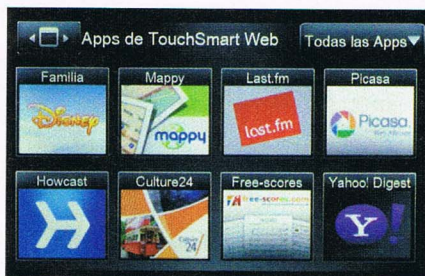 Apps de TouchSmart Web
Todas las Apps
Familia
Mappy
Last.fm
Picasa
Disney
mappy
last.fm
Picasa
Howcast
Culture24
Free-scores
Yahoo! Digest
free-scores.com
24/
Y!